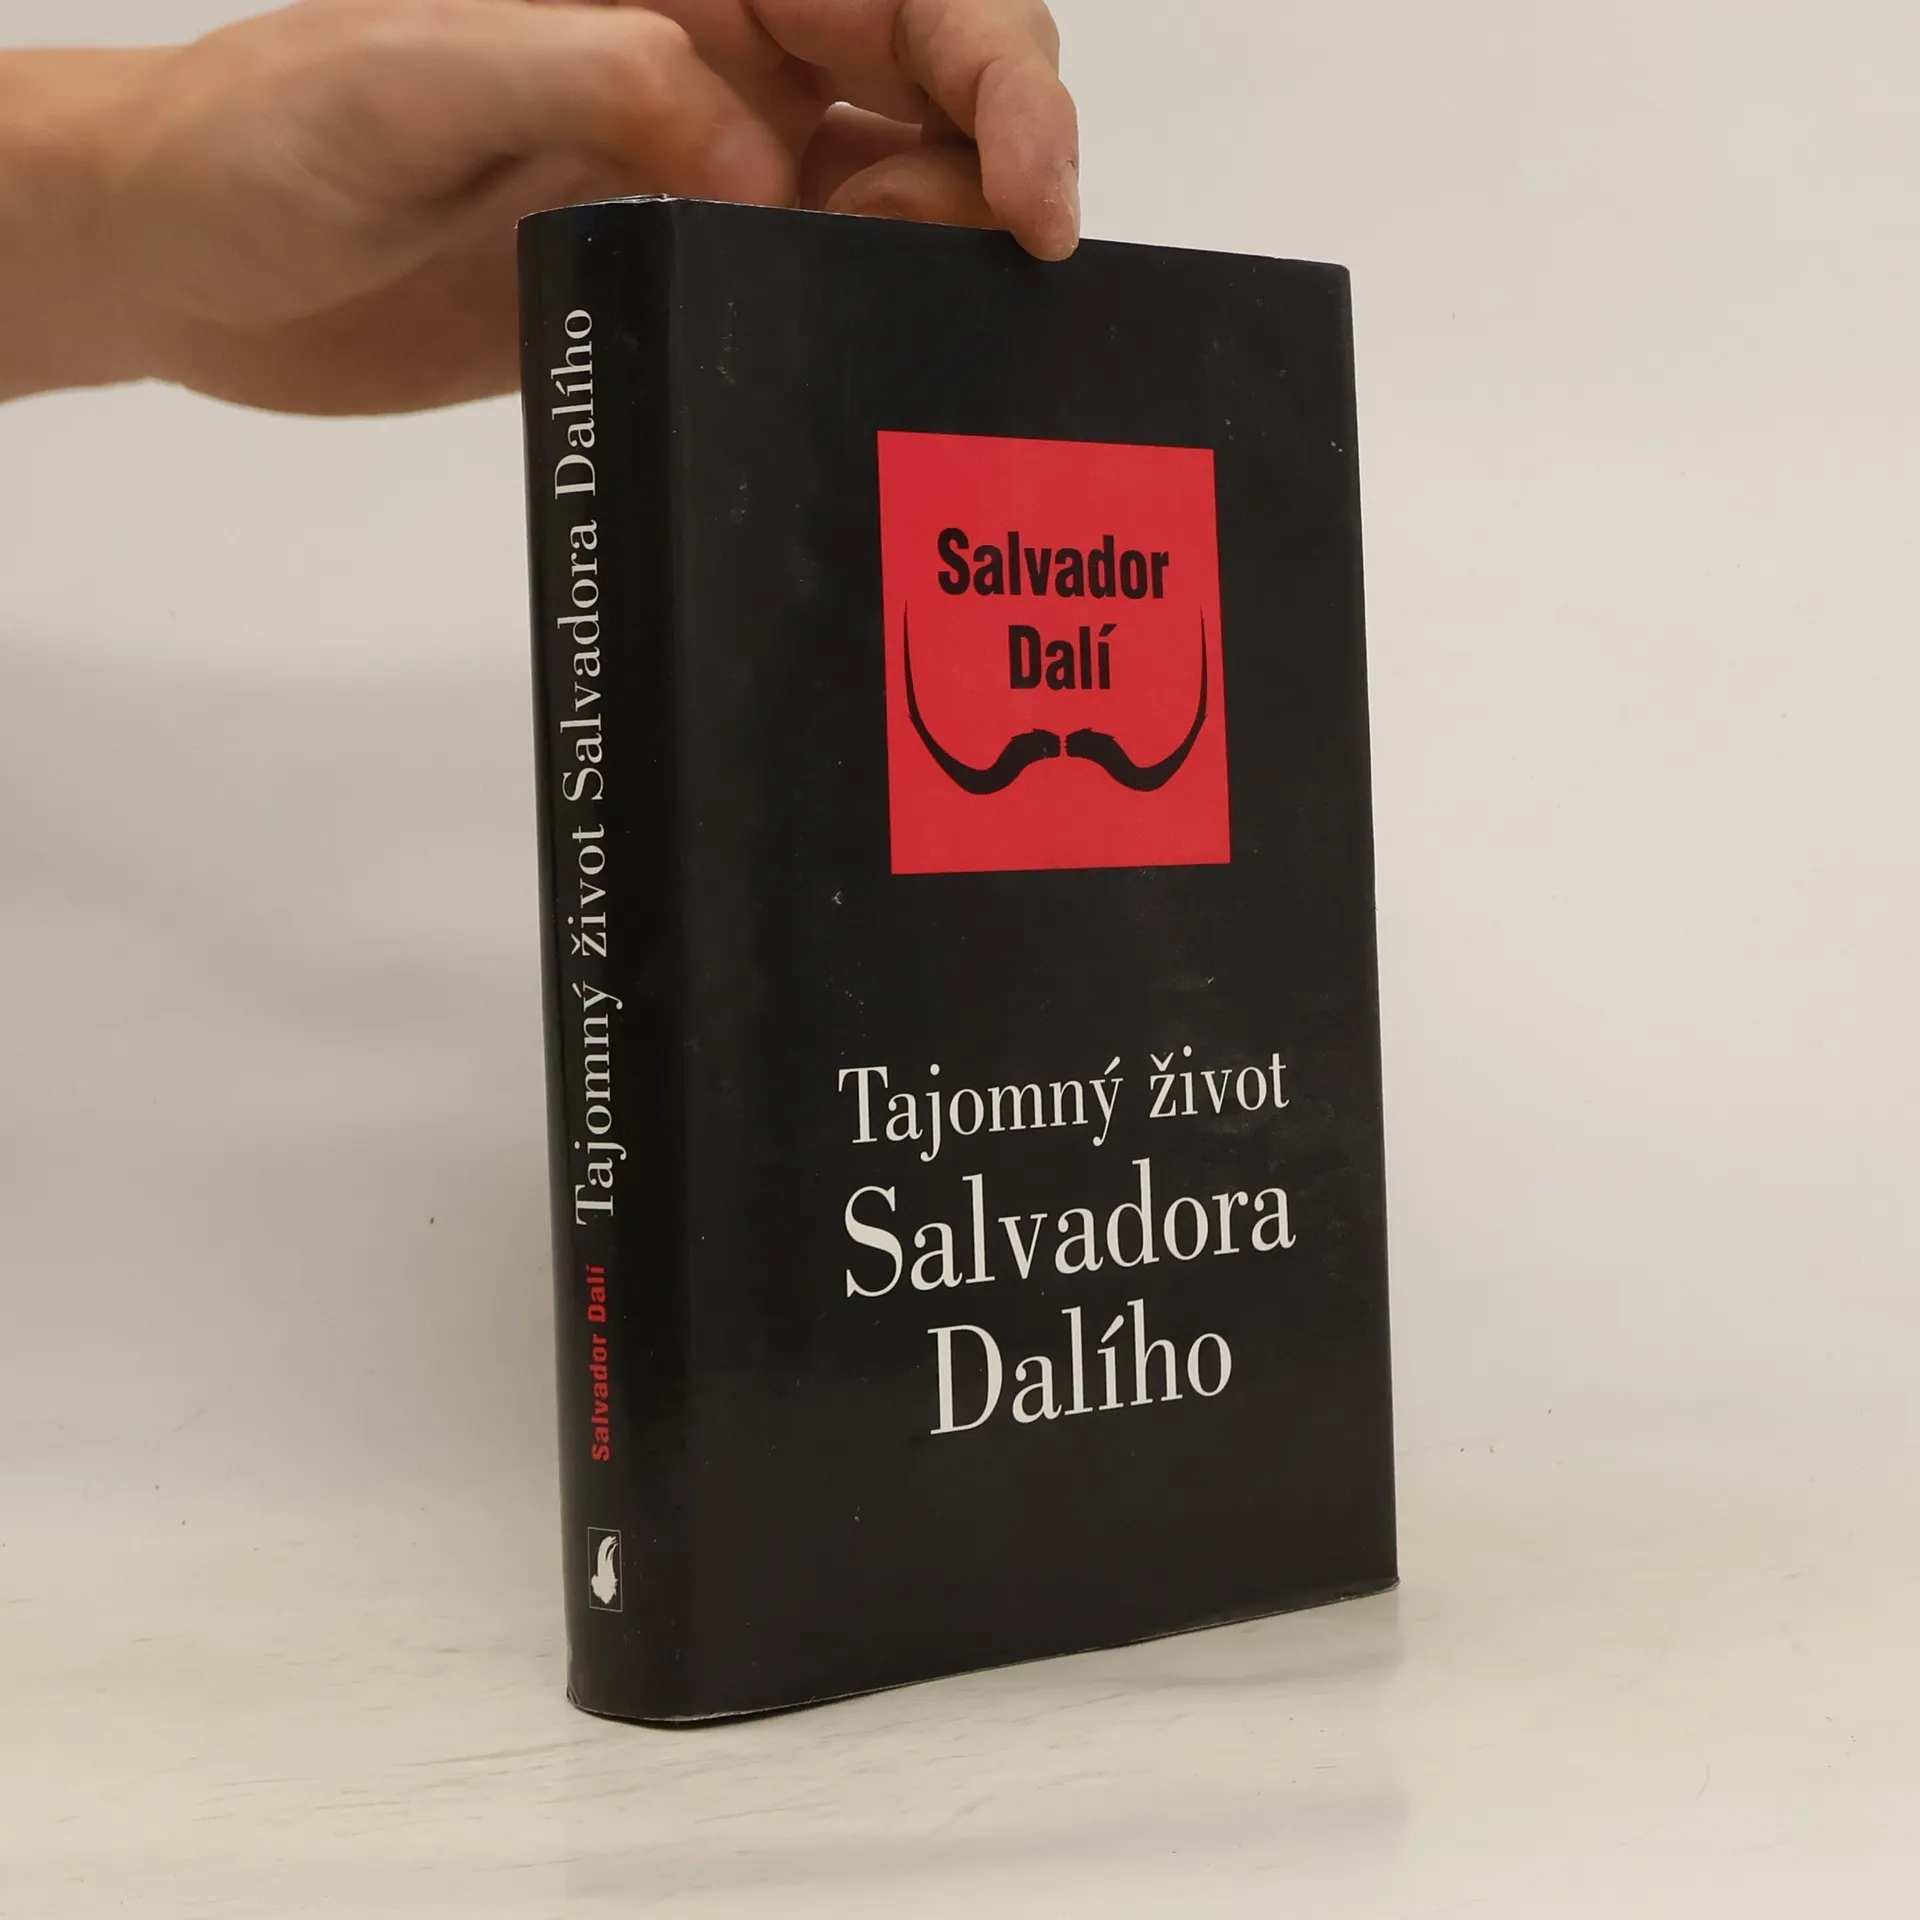 Salvador
Dalí
Tajomný život
Salvadora
Dalího
Salvador Dalí Tajomný život Salvadora Dalího